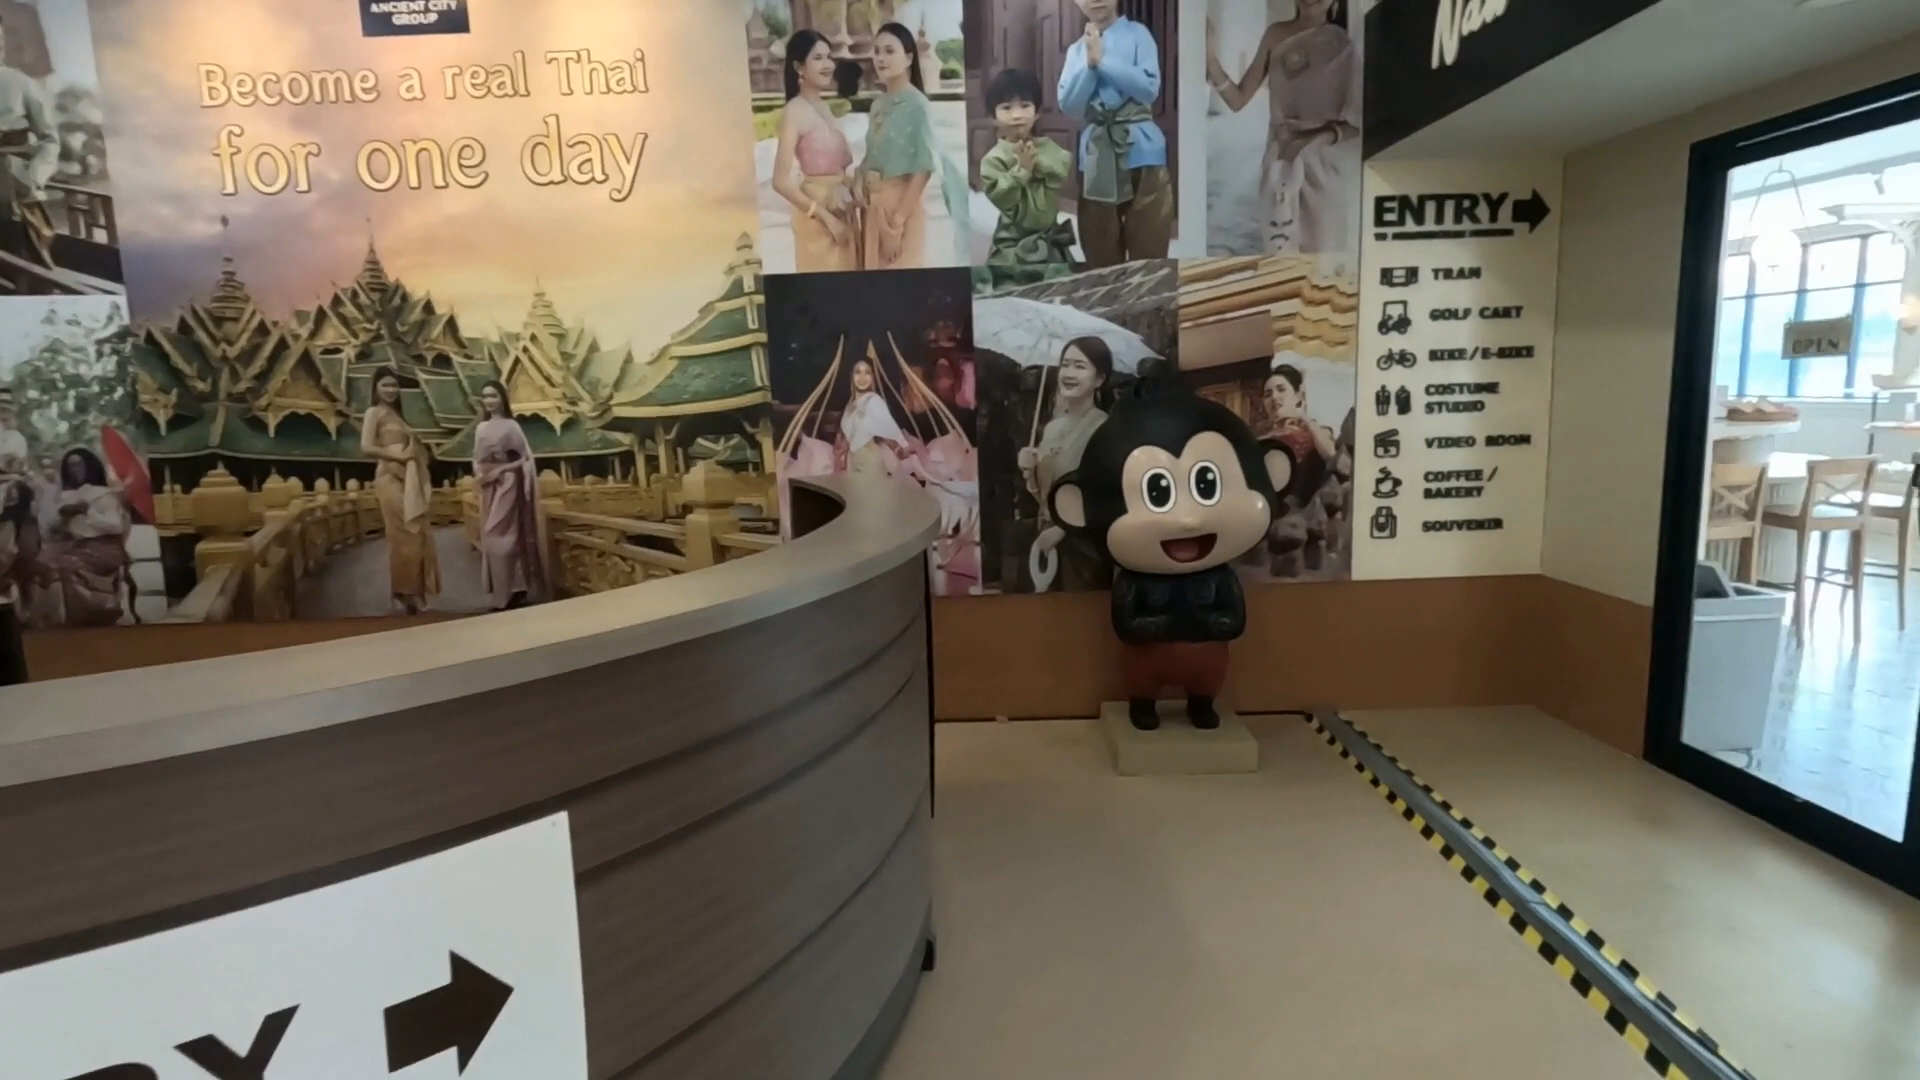 ANCIENT CITY
GROUP
Become a real Thai
for one day
ENTRY
TRAM
GOLF CART
BIKE/E-BIKE
COSTUME
STUDIO
VIDEO ROOM
COFFEE/
BAKERY
SOUVENIR
OPEN
RY